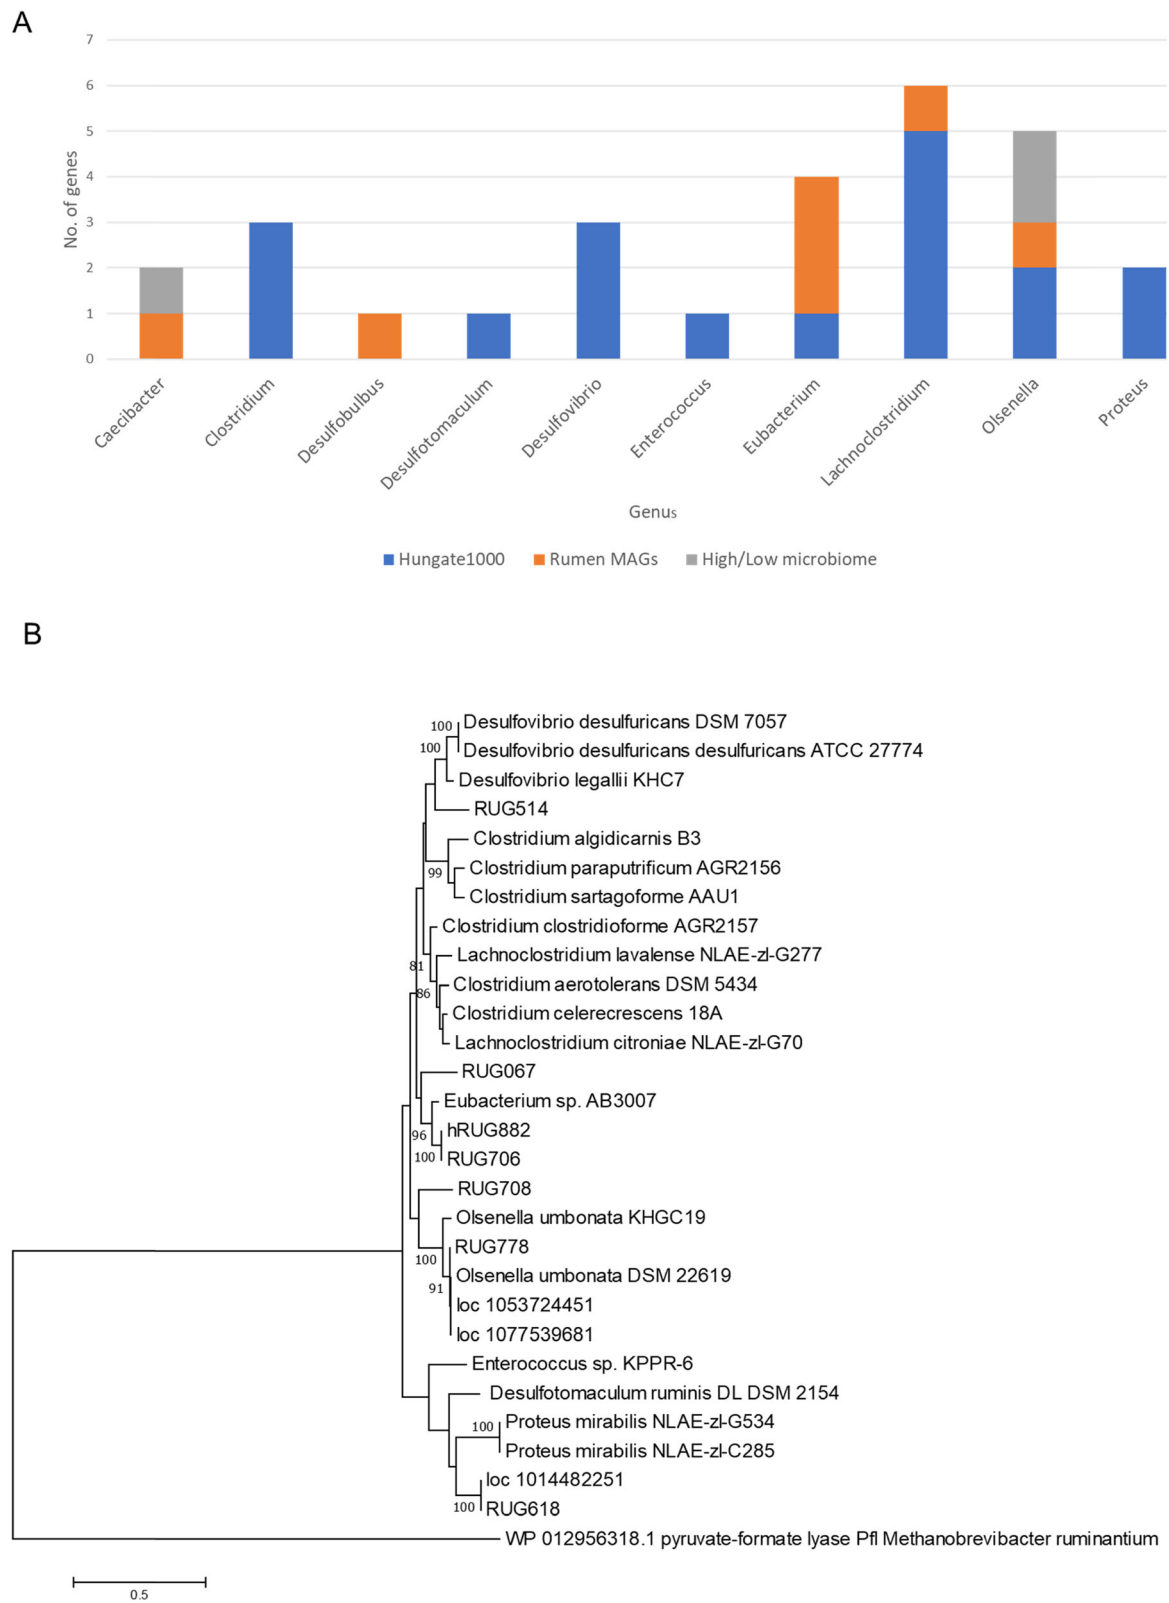 A
7
6
5
4
3
2
1
0
No. of genes
Caecibacter
Clostridium
Desulfobulbus
Desulfotomaculum
Desulfovibrio
Enterococcus
Eubacterium
Lachnoclostridium
Olsenella
Proteus
Genus
Hungate1000 Rumen MAGs High/Low microbiome
B
100 Desulfovibrio desulfuricans DSM 7057
100 Desulfovibrio desulfuricans desulfuricans ATCC 27774
Desulfovibrio legallii KHC7
RUG514
Clostridium algidicarnis B3
99 Clostridium paraputrificum AGR2156
Clostridium sartagoforme AAU1
Clostridium clostridioforme AGR2157
81 Lachnoclostridium lavalense NLAE-zl-G277
86 Clostridium aerotolerans DSM 5434
Clostridium celerecrescens 18A
Lachnoclostridium citroniae NLAE-zl-G70
RUG067
Eubacterium sp. AB3007
96 hRUG882
100 RUG706
RUG708
Olsenella umbonata KHGC19
100 RUG778
91 Olsenella umbonata DSM 22619
loc 1053724451
loc 1077539681
Enterococcus sp. KPPR-6
Desulfotomaculum ruminis DL DSM 2154
100 Proteus mirabilis NLAE-zl-G534
Proteus mirabilis NLAE-zl-C285
loc 1014482251
100 RUG618
WP 012956318.1 pyruvate-formate lyase Pfl Methanobrevibacter ruminantium
0.5